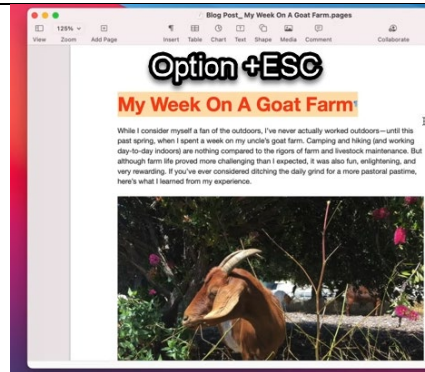 Blog Post_ My Week On A Goat Farm.pages
125%
View Zoom Add Page Insert Table Chart Text Shape Media Comment Collaborate
Option +ESC
My Week On A Goat Farm¶
While I consider myself a fan of the outdoors, I've never actually worked outdoors—until this
past spring, when I spent a week on my uncle's goat farm. Camping and hiking (and working
day-to-day indoors) are nothing compared to the rigors of farm and livestock maintenance. But
although farm life proved more challenging than I expected, it was also fun, enlightening, and
very rewarding. If you've ever considered ditching the daily grind for a more pastoral pastime,
here's what I learned from my experience.